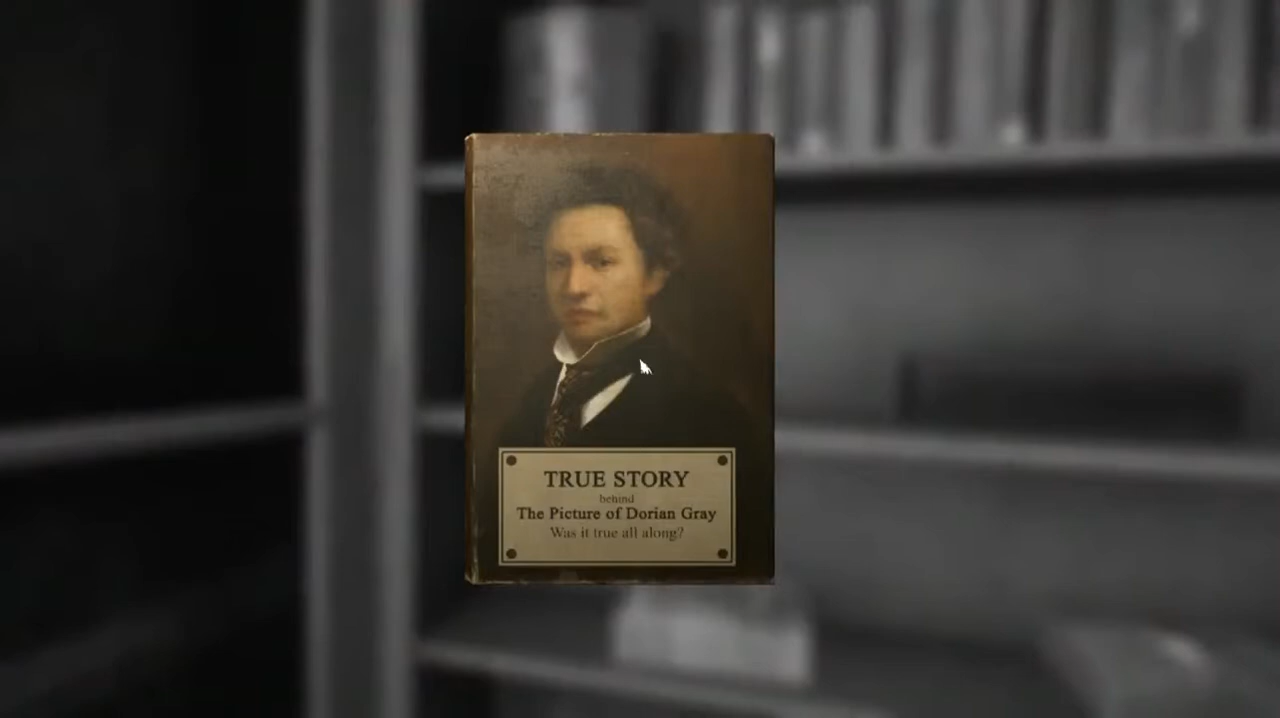 TRUE STORY
behind
The Picture of Dorian Gray
Was it true all along?